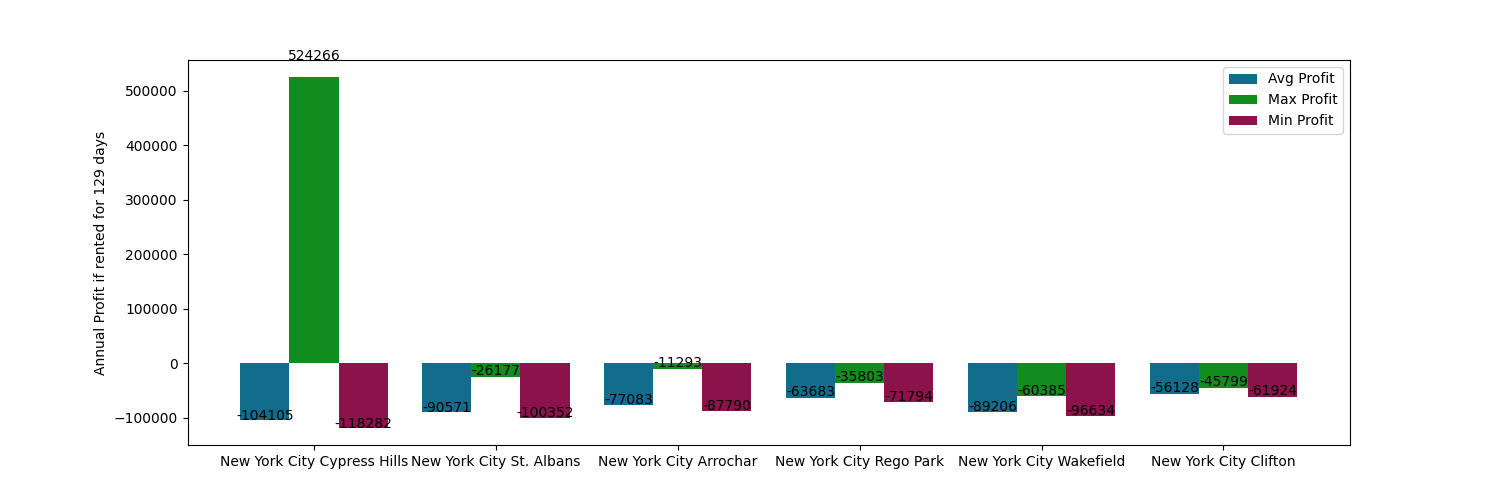 524266
Avg Profit
Max Profit
Min Profit
Annual Profit if rented for 129 days
500000
400000
300000
200000
100000
0
−100000
-104105
-118282
-90571
-26177
-100352
-77083
-11293
-87790
-63683
-35803
-71794
-89206
-60385
-96634
-56128
-45799
-61924
New York City Cypress Hills
New York City St. Albans
New York City Arrochar
New York City Rego Park
New York City Wakefield
New York City Clifton